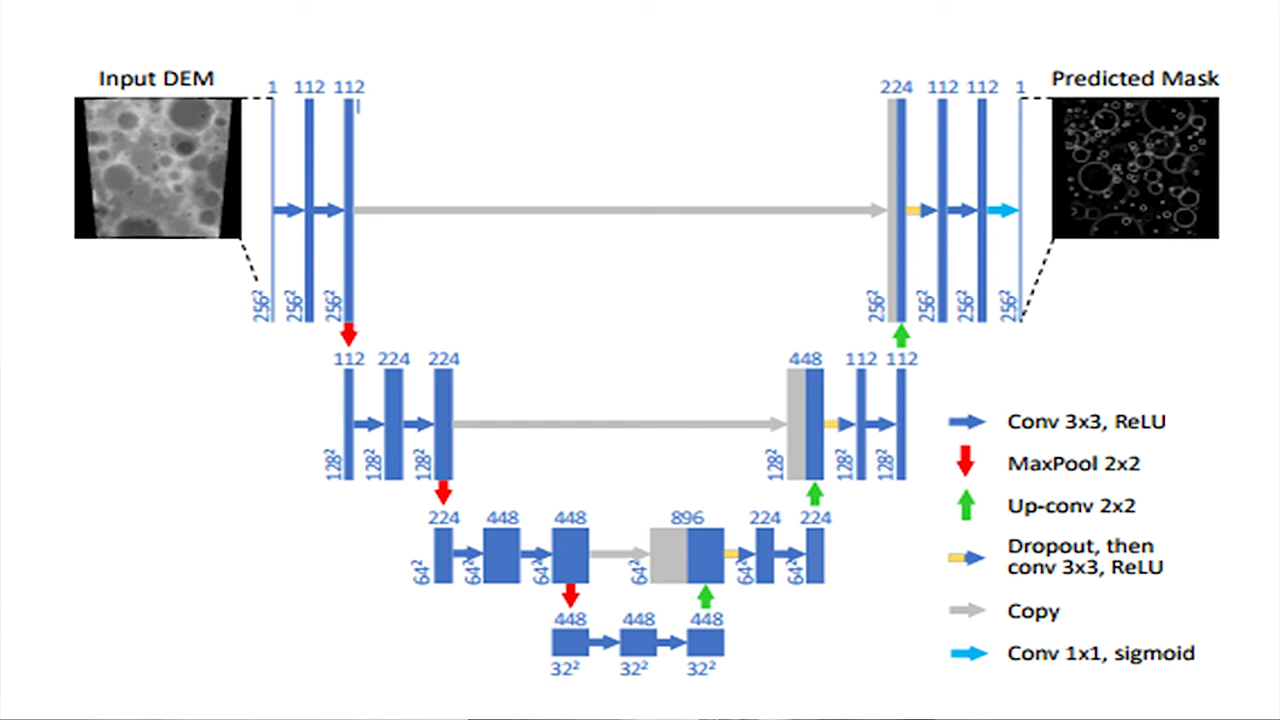 Input DEM
Predicted Mask
1 112 112
224 112 112 1
256² 256² 256²
256² 256² 256² 256²
112 224 224
448 112 112
128² 128² 128²
128² 128² 128²
Conv 3x3, ReLU
MaxPool 2x2
Up-conv 2x2
Dropout, then
conv 3x3, ReLU
Copy
Conv 1x1, sigmoid
224 448 448 896 224 224
64² 64² 64² 64² 64² 64²
448 448 448
32² 32² 32²